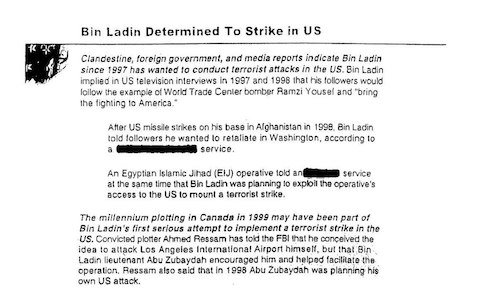 Bin Ladin Determined To Strike in US
Clandestine, foreign government, and media reports indicate Bin Ladin
since 1997 has wanted to conduct terrorist attacks in the US. Bin Ladin
implied in US television interviews in 1997 and 1998 that his followers would
follow the example of World Trade Center bomber Ramzi Yousef and "bring
the fighting to America."
After US missile strikes on his base in Afghanistan in 1998, Bin Ladin
told followers he wanted to retaliate in Washington, according to
a service.
An Egyptian Islamic Jihad (EIJ) operative told an service
at the same time that Bin Ladin was planning to exploit the operative's
access to the US to mount a terrorist strike.
The millennium plotting in Canada in 1999 may have been part of
Bin Ladin's first serious attempt to implement a terrorist strike in the
US. Convicted plotter Ahmed Ressam has told the FBI that he conceived the
idea to attack Los Angeles International Airport himself, but that Bin
Ladin lieutenant Abu Zubaydah encouraged him and helped facilitate the
operation. Ressam also said that in 1998 Abu Zubaydah was planning his
own US attack.